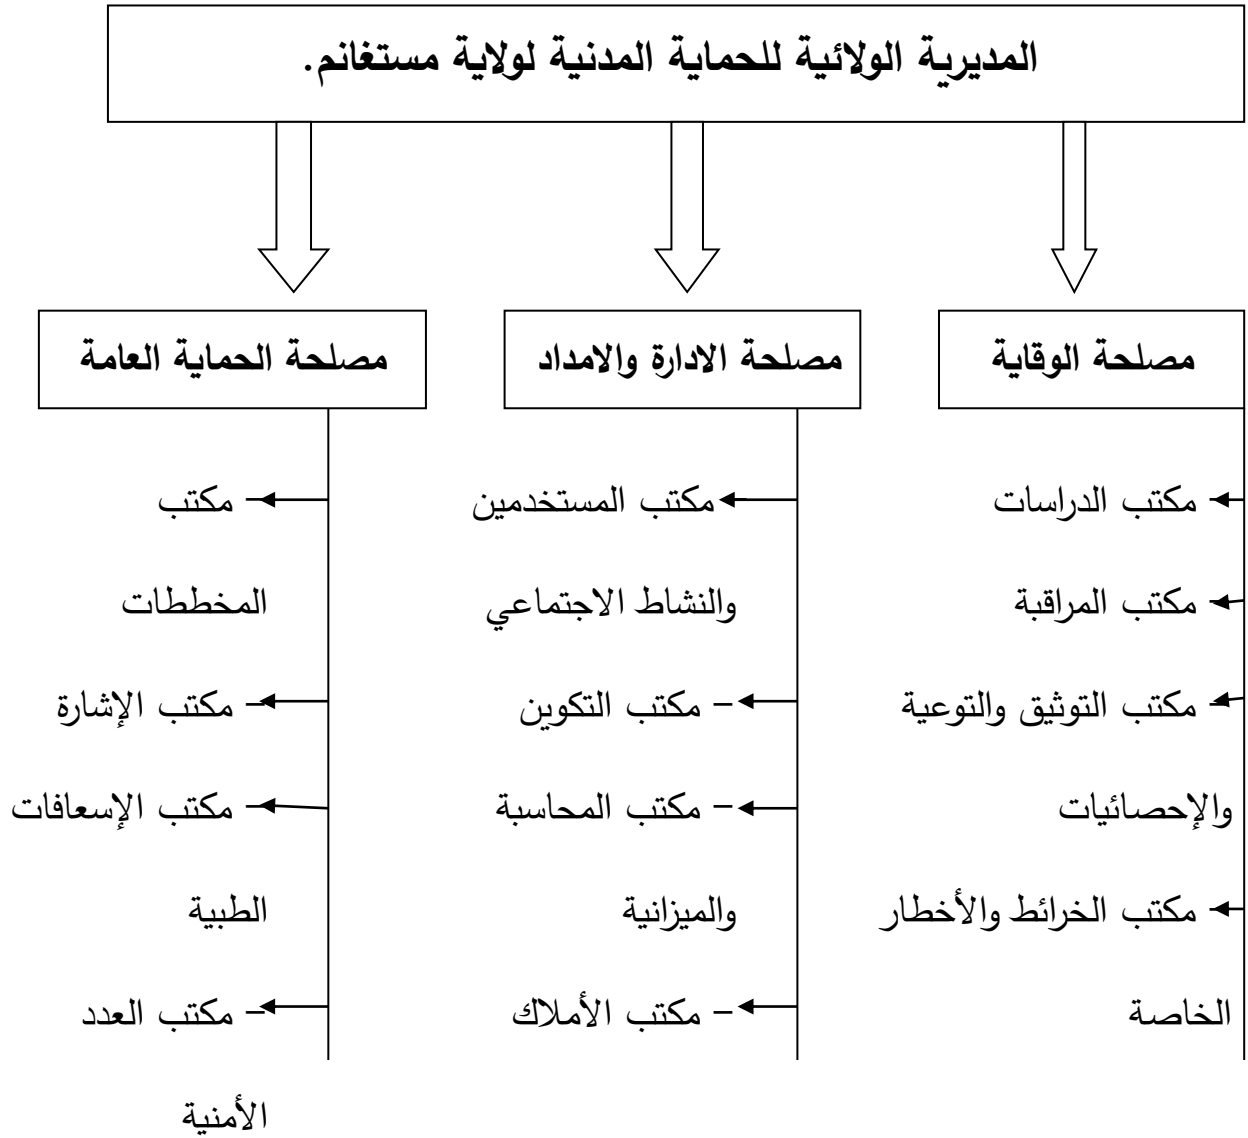 المديرية الولائية للحماية المدنية لولاية مستغانم.
مصلحة الوقاية
مكتب الدراسات
مكتب المراقبة
مكتب التوثيق والتوعية
والإحصائيات
مكتب الخرائط والأخطار
الخاصة
مصلحة الادارة والامداد
مكتب المستخدمين
والنشاط الاجتماعي
– مكتب التكوين
– مكتب المحاسبة
والميزانية
– مكتب الأملاك
مصلحة الحماية العامة
– مكتب
المخططات
– مكتب الإشارة
– مكتب الإسعافات
الطبية
– مكتب العدد
الأمنية